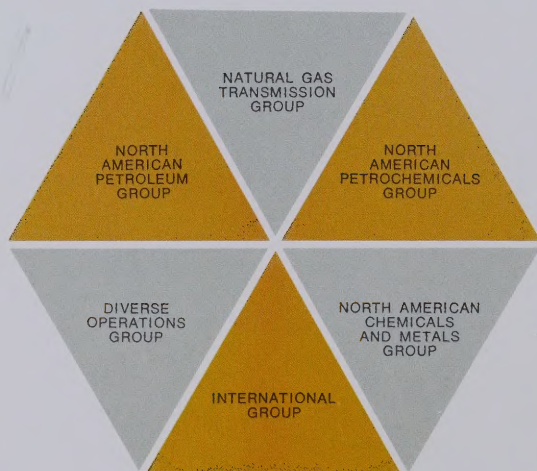 NATURAL GAS
TRANSMISSION
GROUP
NORTH
AMERICAN
PETROLEUM
GROUP
NORTH
AMERICAN
PETROCHEMICALS
GROUP
DIVERSE
OPERATIONS
GROUP
NORTH AMERICAN
CHEMICALS
AND METALS
GROUP
INTERNATIONAL
GROUP